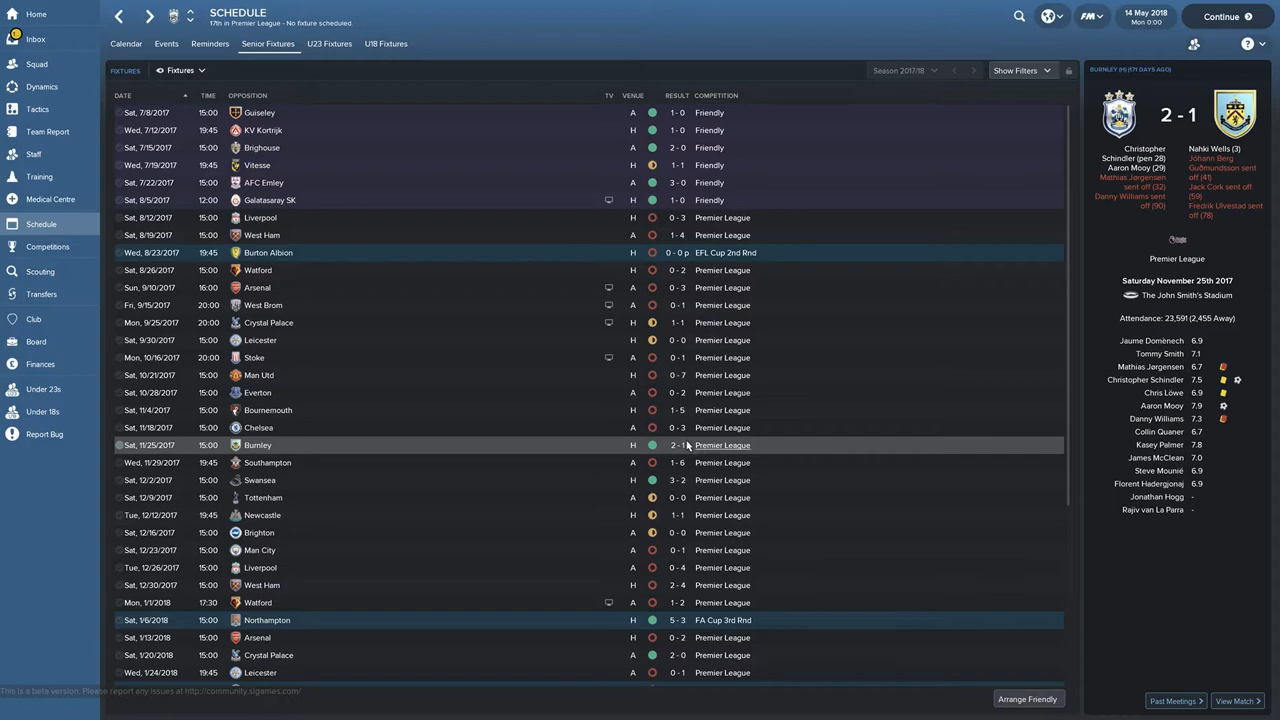 Home
Inbox
Squad
Dynamics
Tactics
Team Report
Staff
Training
Medical Centre
Schedule
Competitions
Scouting
Transfers
Club
Board
Finances
Under 23s
Under 18s
Report Bug
SCHEDULE
17th in Premier League - No fixture scheduled.
FM
14 May 2018
Mon 0:00
Continue
Calendar Events Reminders Senior Fixtures U23 Fixtures U18 Fixtures
?
FIXTURES Fixtures Season 2017/18 Show Filters
DATE TIME OPPOSITION TV VENUE RESULT COMPETITION
Sat, 7/8/2017 15:00 Guiseley A 1 - 0 Friendly
Wed, 7/12/2017 19:45 KV Kortrijk H 1 - 0 Friendly
Sat, 7/15/2017 15:00 Brighouse A 2 - 0 Friendly
Wed, 7/19/2017 19:45 Vitesse H 1 - 1 Friendly
Sat, 7/22/2017 15:00 AFC Emley A 3 - 0 Friendly
Sat, 8/5/2017 12:00 Galatasaray SK H 1 - 0 Friendly
Sat, 8/12/2017 15:00 Liverpool H 0 - 3 Premier League
Sat, 8/19/2017 15:00 West Ham A 1 - 4 Premier League
Wed, 8/23/2017 19:45 Burton Albion H 0 - 0 p EFL Cup 2nd Rnd
Sat, 8/26/2017 15:00 Watford H 0 - 2 Premier League
Sun, 9/10/2017 16:00 Arsenal A 0 - 3 Premier League
Fri, 9/15/2017 20:00 West Brom A 0 - 1 Premier League
Mon, 9/25/2017 20:00 Crystal Palace H 1 - 1 Premier League
Sat, 9/30/2017 15:00 Leicester H 0 - 0 Premier League
Mon, 10/16/2017 20:00 Stoke A 0 - 1 Premier League
Sat, 10/21/2017 15:00 Man Utd H 0 - 7 Premier League
Sat, 10/28/2017 15:00 Everton A 0 - 2 Premier League
Sat, 11/4/2017 15:00 Bournemouth H 1 - 5 Premier League
Sat, 11/18/2017 15:00 Chelsea A 0 - 3 Premier League
Sat, 11/25/2017 15:00 Burnley H 2 - 1 Premier League
Wed, 11/29/2017 19:45 Southampton A 1 - 6 Premier League
Sat, 12/2/2017 15:00 Swansea H 3 - 2 Premier League
Sat, 12/9/2017 15:00 Tottenham A 0 - 0 Premier League
Tue, 12/12/2017 19:45 Newcastle H 1 - 1 Premier League
Sat, 12/16/2017 15:00 Brighton A 0 - 0 Premier League
Sat, 12/23/2017 15:00 Man City A 0 - 1 Premier League
Tue, 12/26/2017 15:00 Liverpool A 0 - 4 Premier League
Sat, 12/30/2017 15:00 West Ham H 2 - 4 Premier League
Mon, 1/1/2018 17:30 Watford A 1 - 2 Premier League
Sat, 1/6/2018 15:00 Northampton H 5 - 3 FA Cup 3rd Rnd
Sat, 1/13/2018 15:00 Arsenal H 0 - 2 Premier League
Sat, 1/20/2018 15:00 Crystal Palace A 2 - 0 Premier League
Wed, 1/24/2018 19:45 Leicester A 0 - 1 Premier League
This is a beta version. Please report any issues at http://community.sigames.com/
Arrange Friendly
BURNLEY (H) (171 DAYS AGO)
2 - 1
Christopher
Schindler (pen 28)
Aaron Mooy (29)
Mathias Jørgensen
sent off (32)
Danny Williams sent
off (90)
Nahki Wells (3)
Jóhann Berg
Guðmundsson sent
off (41)
Jack Cork sent off
(59)
Fredrik Ulvestad sent
off (78)
Premier League
Saturday November 25th 2017
The John Smith's Stadium
Attendance: 23,591 (2,455 Away)
Jaume Domènech 6.9
Tommy Smith 7.1
Mathias Jørgensen 6.7
Christopher Schindler 7.5
Chris Löwe 6.9
Aaron Mooy 7.9
Danny Williams 7.3
Collin Quaner 6.7
Kasey Palmer 7.8
James McClean 7.0
Steve Mounié 6.9
Florent Hadergjonaj 6.9
Jonathan Hogg -
Rajiv van La Parra -
Past Meetings View Match